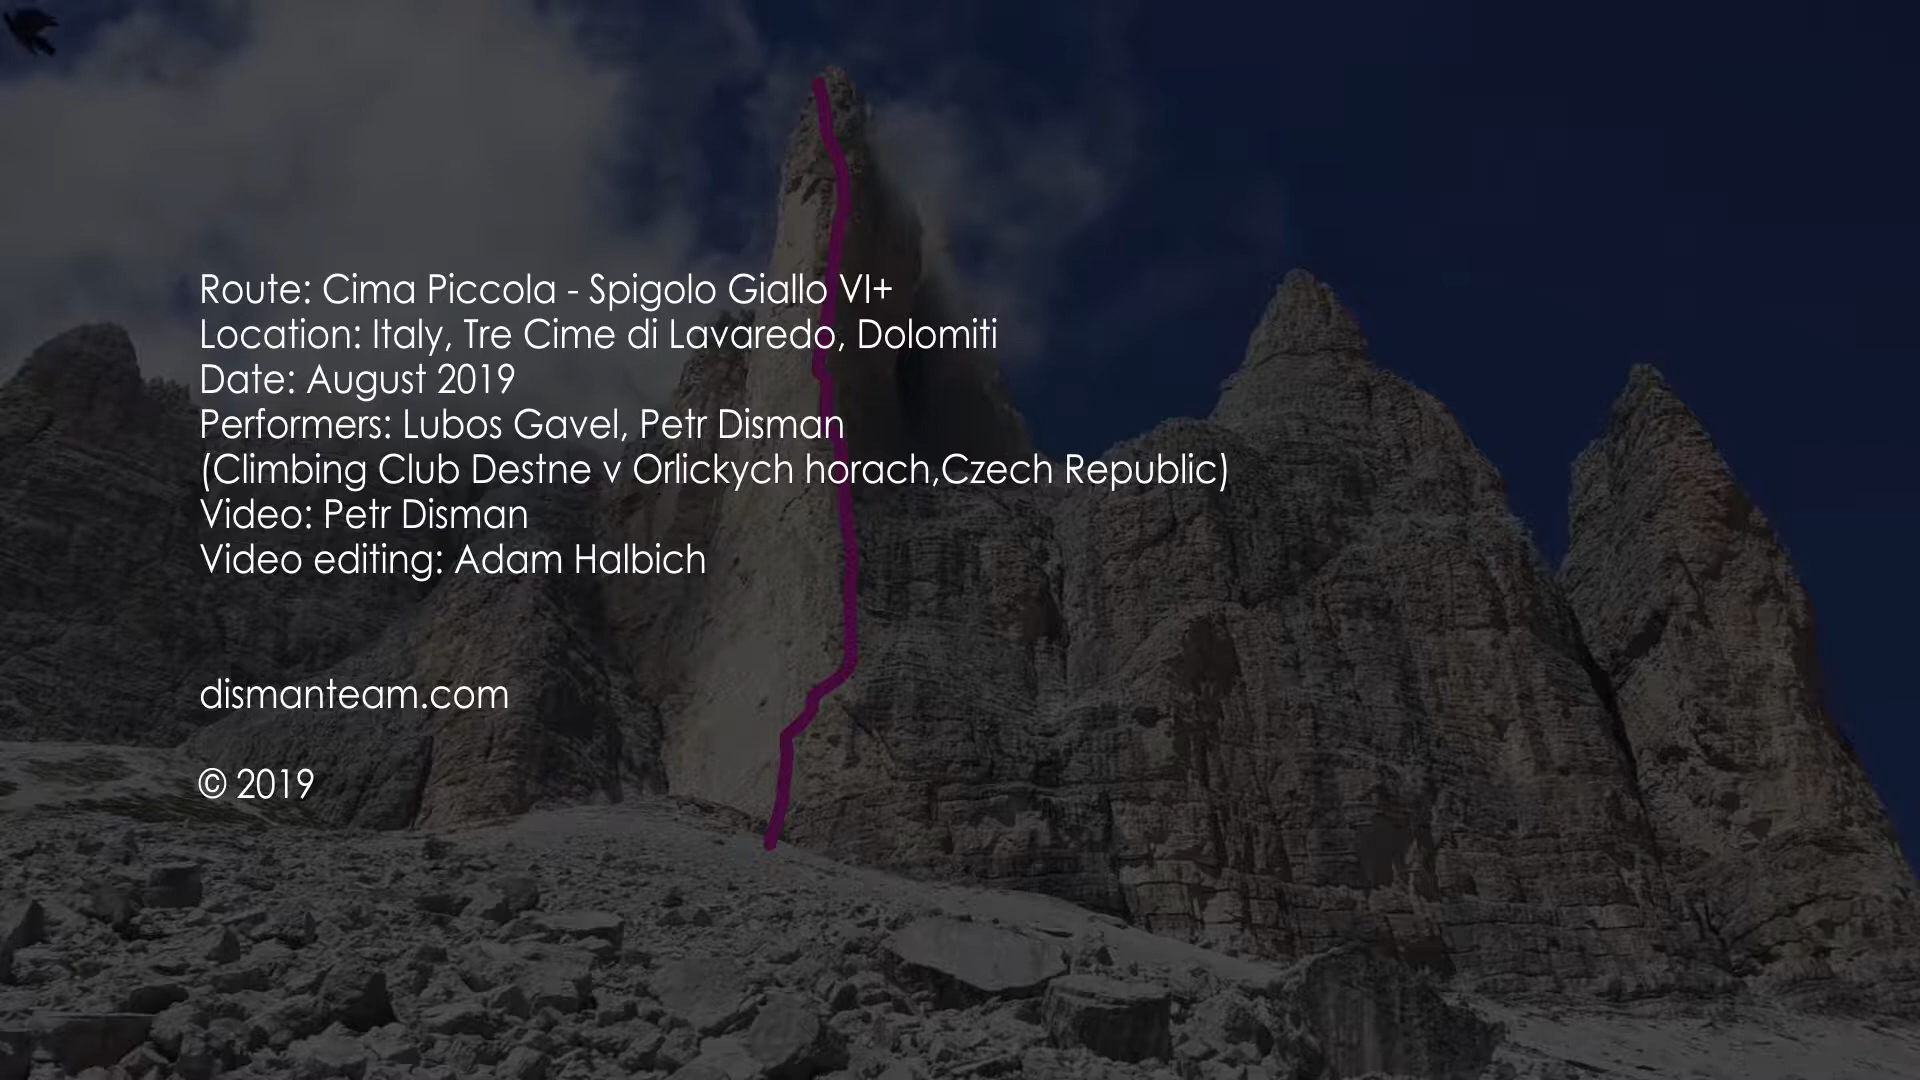 Route: Cima Piccola - Spigolo Giallo VI+
Location: Italy, Tre Cime di Lavaredo, Dolomiti
Date: August 2019
Performers: Lubos Gavel, Petr Disman
(Climbing Club Destne v Orlickych horach,Czech Republic)
Video: Petr Disman
Video editing: Adam Halbich
dismanteam.com
© 2019